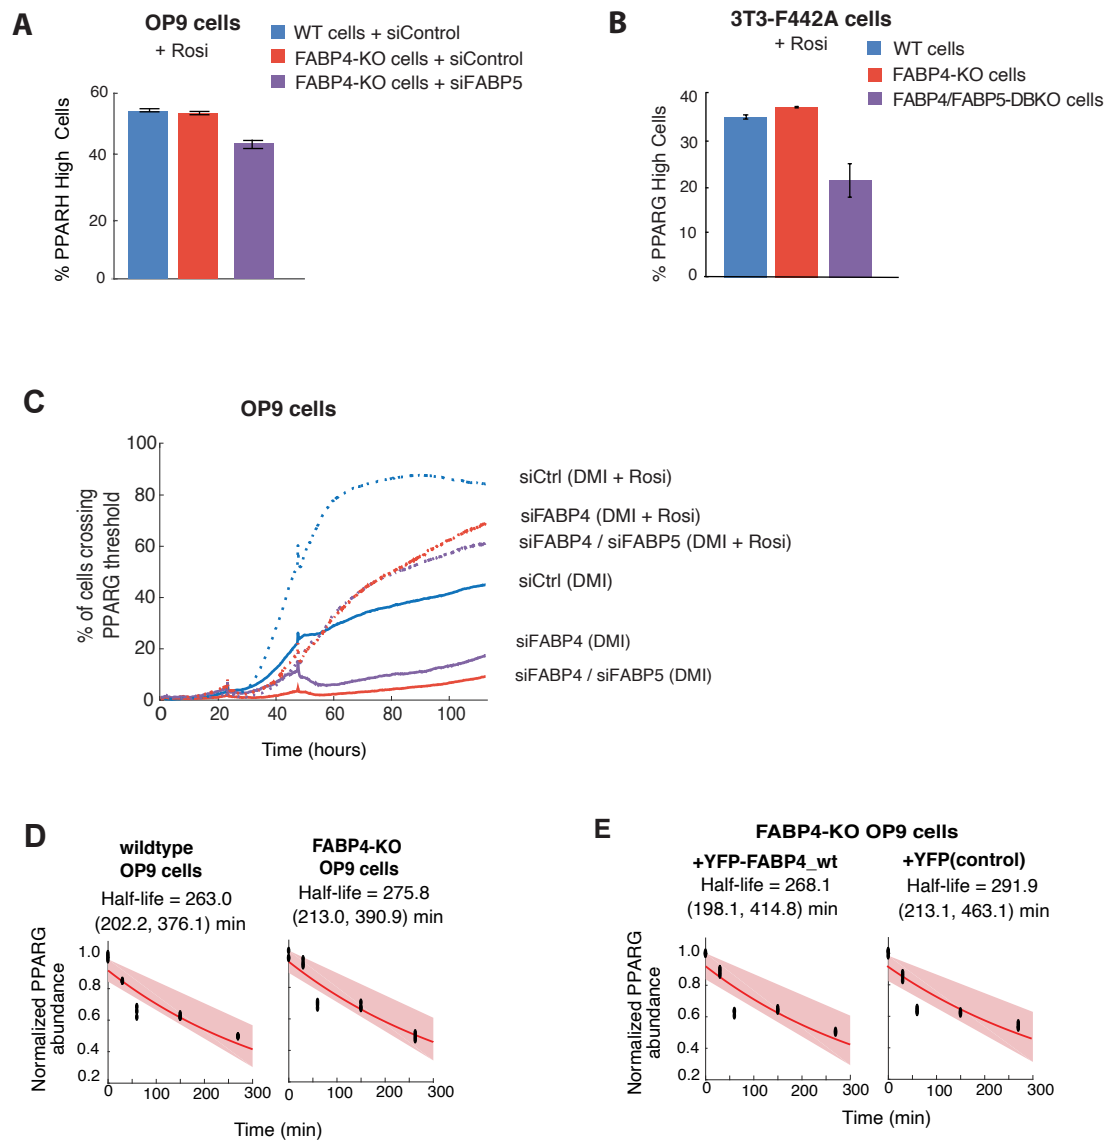 A
OP9 cells
+ Rosi
WT cells + siControl
FABP4-KO cells + siControl
FABP4-KO cells + siFABP5
% PPARH High Cells
60
40
20
0
B
3T3-F442A cells
+ Rosi
WT cells
FABP4-KO cells
FABP4/FABP5-DBKO cells
% PPARG High Cells
40
30
20
10
0
C
OP9 cells
% of cells crossing
PPARG threshold
100
80
60
40
20
0
0 20 40 60 80 100
Time (hours)
siCtrl (DMI + Rosi)
siFABP4 (DMI + Rosi)
siFABP4 / siFABP5 (DMI + Rosi)
siCtrl (DMI)
siFABP4 (DMI)
siFABP4 / siFABP5 (DMI)
D
wildtype
OP9 cells
Half-life = 263.0
(202.2, 376.1) min
FABP4-KO
OP9 cells
Half-life = 275.8
(213.0, 390.9) min
Normalized PPARG
abundance
1.0
0.8
0.6
0.4
0.2
0 100 200 300
0 100 200 300
Time (min)
E
FABP4-KO OP9 cells
+YFP-FABP4_wt
Half-life = 268.1
(198.1, 414.8) min
+YFP(control)
Half-life = 291.9
(213.1, 463.1) min
Normalized PPARG
abundance
1.0
0.8
0.6
0.4
0.2
0 100 200 300
0 100 200 300
Time (min)